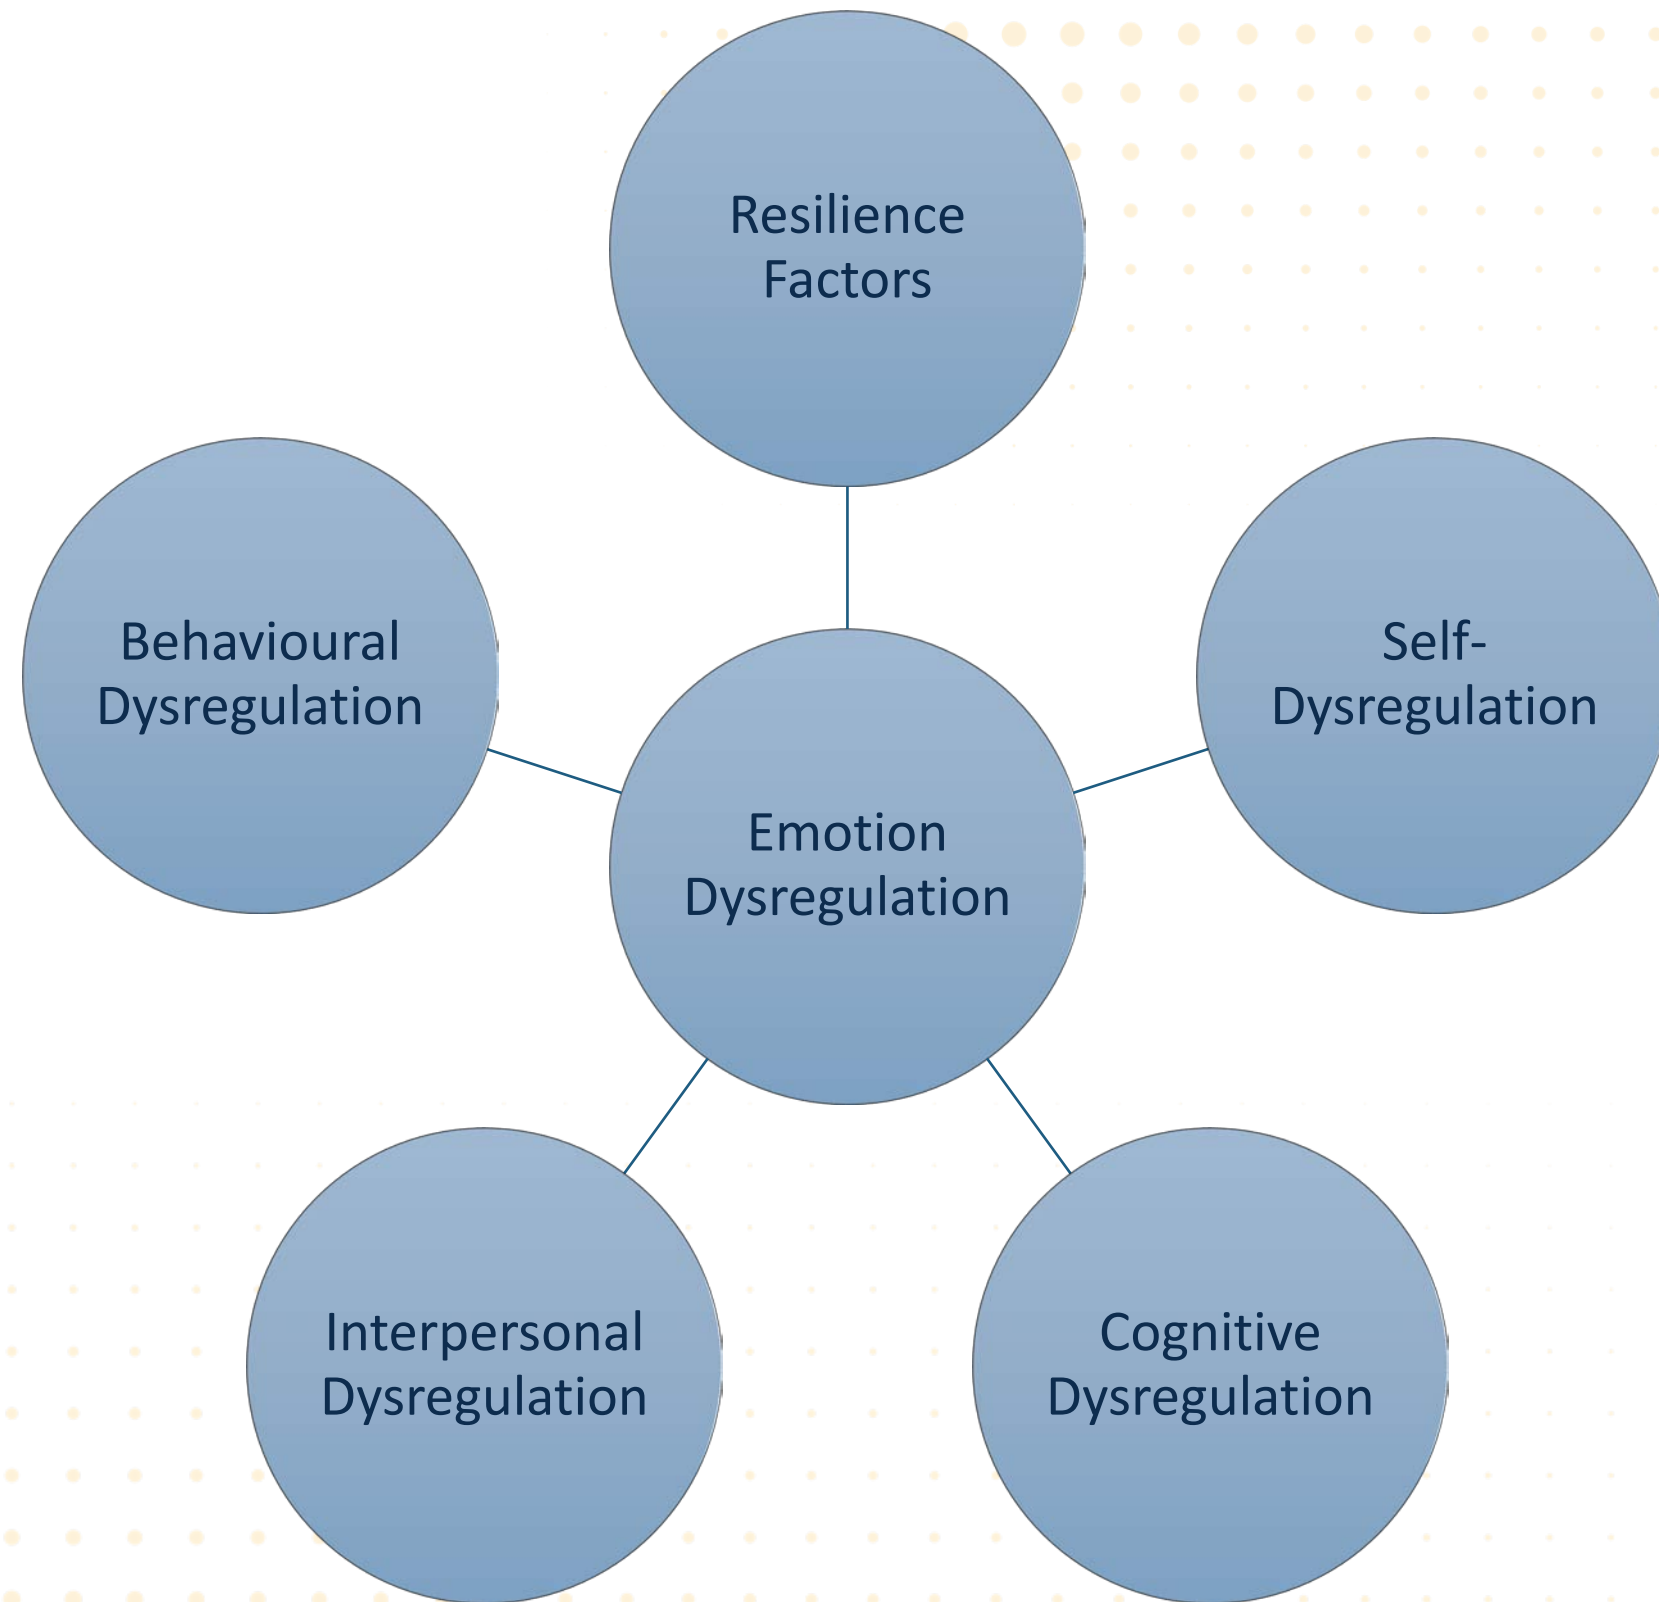 Resilience
Factors
Behavioural
Dysregulation
Self-
Dysregulation
Emotion
Dysregulation
Interpersonal
Dysregulation
Cognitive
Dysregulation